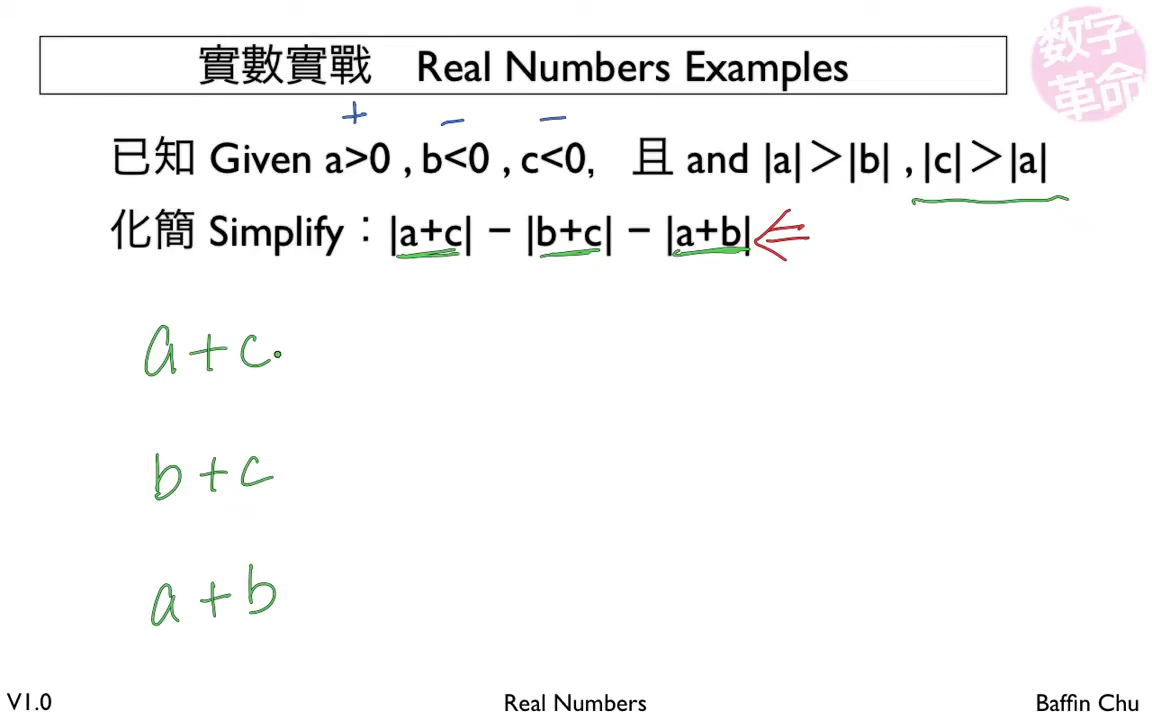 實數實戰 Real Numbers Examples
数字
革命
+ − −
已知 Given a>0 , b<0 , c<0, 且 and |a|＞|b| , |c|＞|a|
化簡 Simplify：|a+c| − |b+c| − |a+b|
a+c
b+c
a+b
V1.0 Real Numbers Baffin Chu